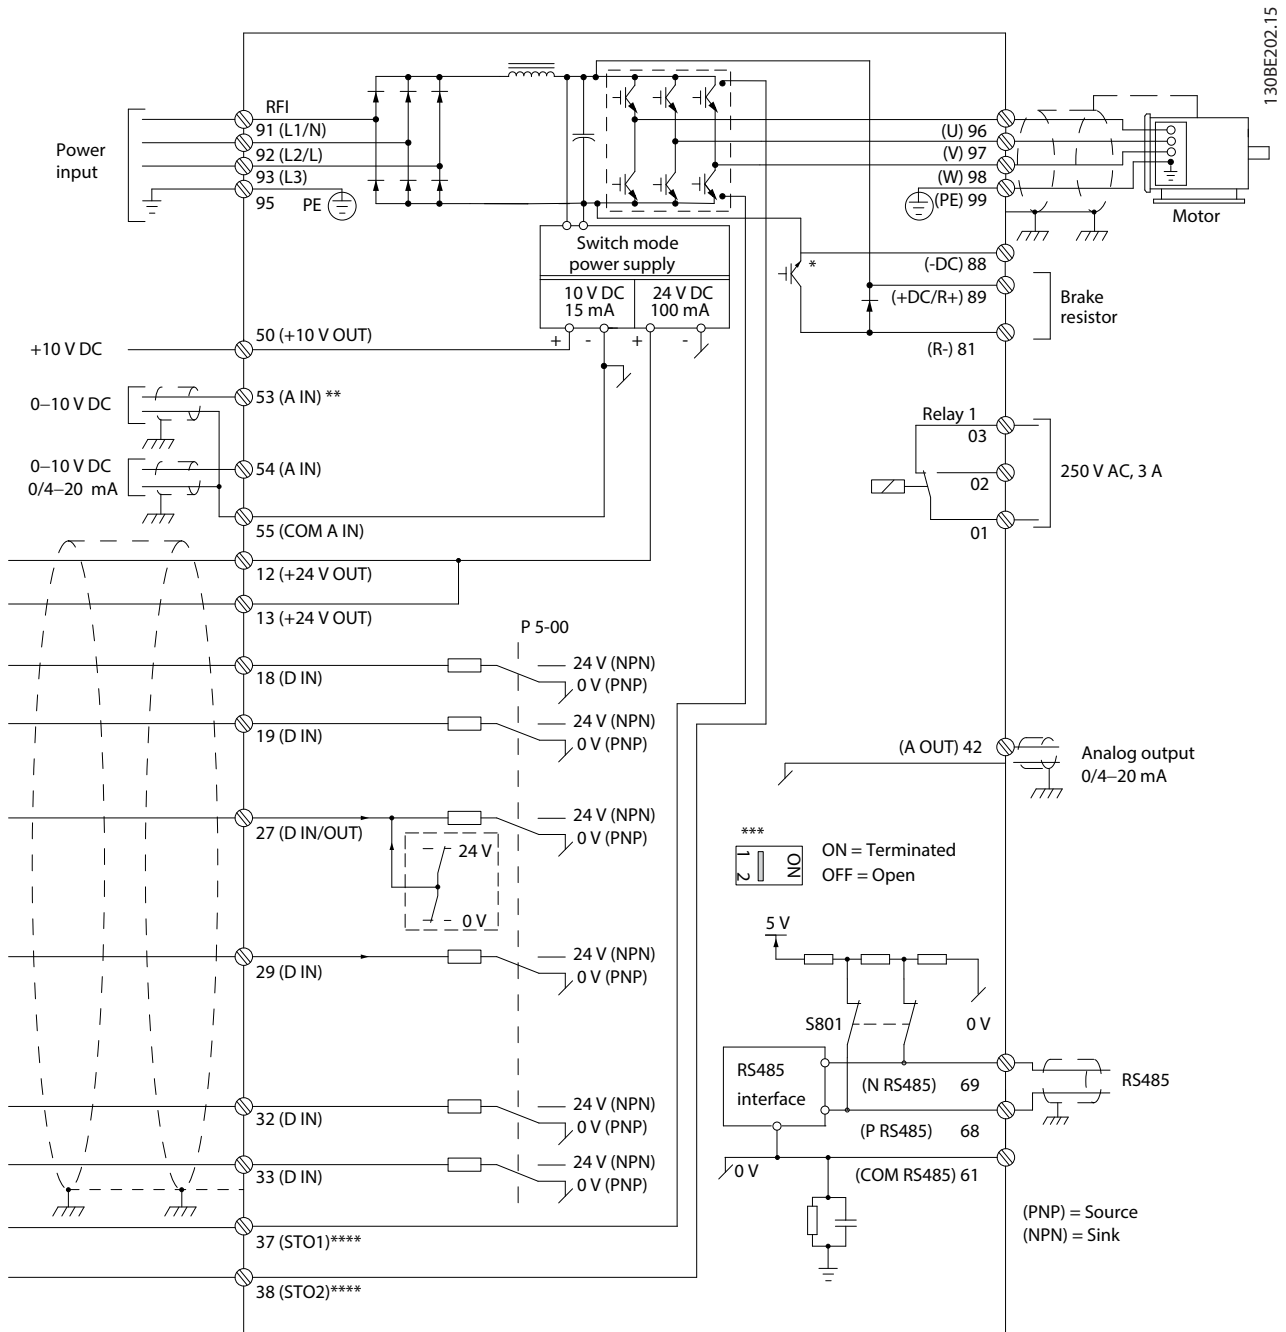 130BE202.15
Power
input
RFI
91 (L1/N)
92 (L2/L)
93 (L3)
95
PE
(U) 96
(V) 97
(W) 98
(PE) 99
Motor
Switch mode
power supply
10 V DC
15 mA
24 V DC
100 mA
+
-
+
-
*
(-DC) 88
(+DC/R+) 89
(R-) 81
Brake
resistor
+10 V DC
50 (+10 V OUT)
0–10 V DC
53 (A IN) **
0–10 V DC
0/4–20 mA
54 (A IN)
55 (COM A IN)
12 (+24 V OUT)
13 (+24 V OUT)
Relay 1
03
02
01
250 V AC, 3 A
P 5-00
18 (D IN)
24 V (NPN)
0 V (PNP)
19 (D IN)
24 V (NPN)
0 V (PNP)
27 (D IN/OUT)
24 V (NPN)
0 V (PNP)
24 V
0 V
29 (D IN)
24 V (NPN)
0 V (PNP)
32 (D IN)
24 V (NPN)
0 V (PNP)
33 (D IN)
24 V (NPN)
0 V (PNP)
37 (STO1)****
38 (STO2)****
(A OUT) 42
Analog output
0/4–20 mA
***
1 2
ON
ON = Terminated
OFF = Open
5 V
S801
0 V
RS485
interface
(N RS485) 69
(P RS485) 68
RS485
0 V
(COM RS485) 61
(PNP) = Source
(NPN) = Sink